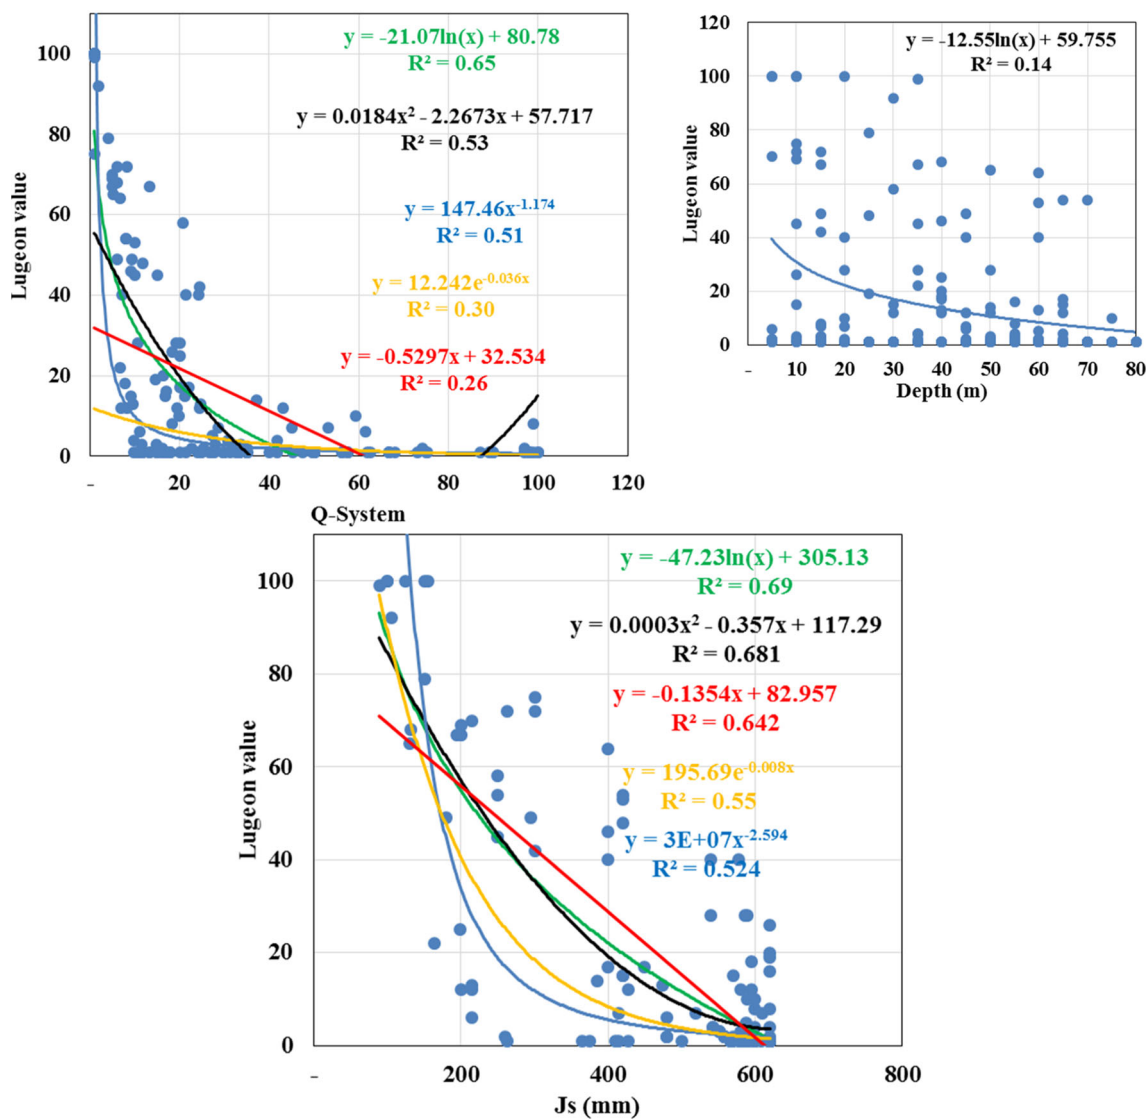 y = -21.07ln(x) + 80.78
R² = 0.65
y = 0.0184x² - 2.2673x + 57.717
R² = 0.53
y = 147.46x^-1.174
R² = 0.51
y = 12.242e^-0.036x
R² = 0.30
y = -0.5297x + 32.534
R² = 0.26
Lugeon value
100
80
60
40
20
0
-
20
40
60
80
100
120
Q-System
y = -12.55ln(x) + 59.755
R² = 0.14
Lugeon value
120
100
80
60
40
20
0
-
10
20
30
40
50
60
70
80
Depth (m)
y = -47.23ln(x) + 305.13
R² = 0.69
y = 0.0003x² - 0.357x + 117.29
R² = 0.681
y = -0.1354x + 82.957
R² = 0.642
y = 195.69e^-0.008x
R² = 0.55
y = 3E+07x^-2.594
R² = 0.524
Lugeon value
100
80
60
40
20
0
-
200
400
600
800
Js (mm)